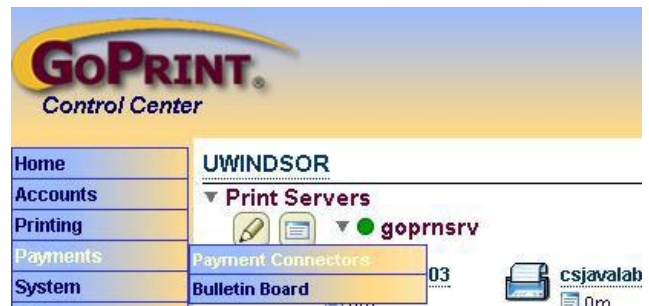 GOPRINT®
Control Center
Home
Accounts
Printing
Payments
System
UWINDSOR
Print Servers
goprnsrv
Payment Connectors
Bulletin Board
03
csjavalab
0m